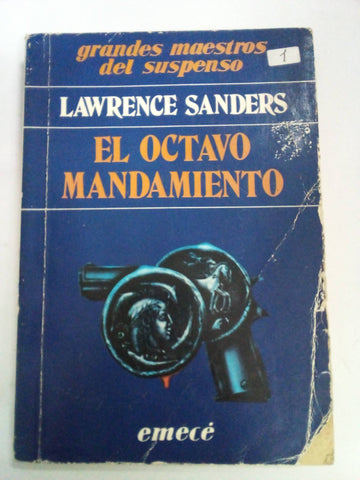 grandes maestros
del suspenso
1
LAWRENCE SANDERS
EL OCTAVO
MANDAMIENTO
emecé